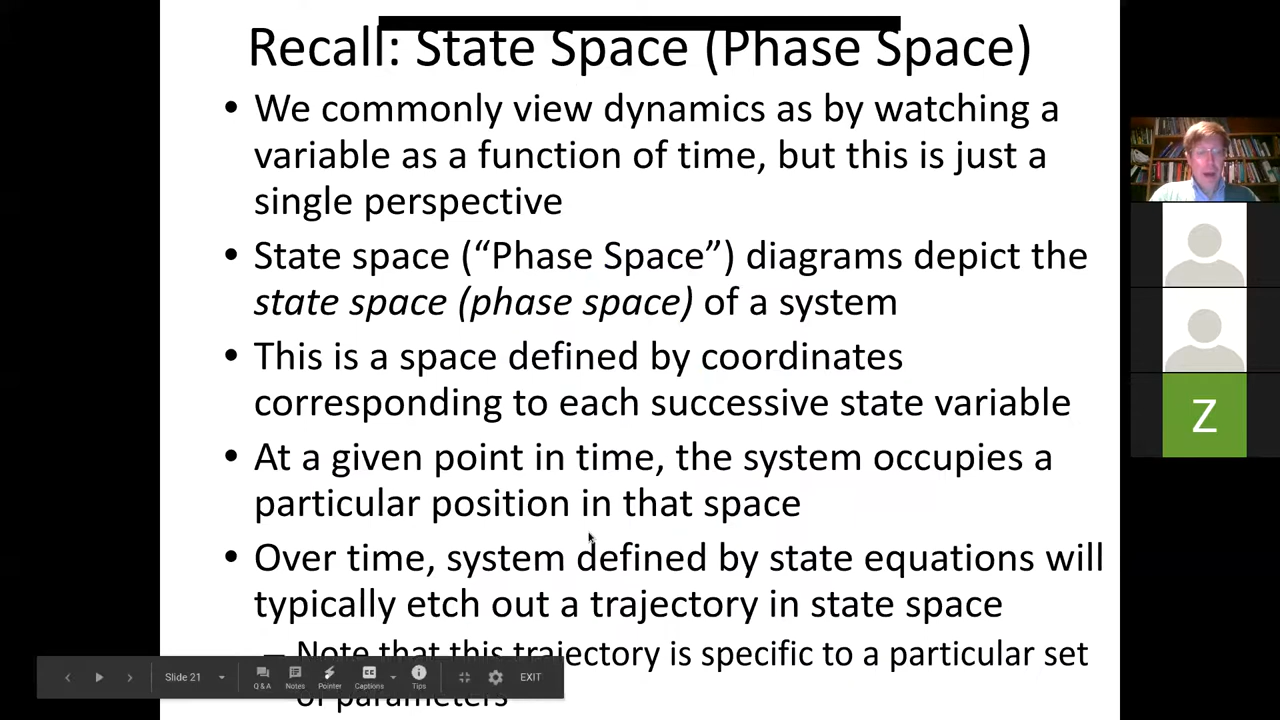 Recall: State Space (Phase Space)
• We commonly view dynamics as by watching a
variable as a function of time, but this is just a
single perspective
• State space (“Phase Space”) diagrams depict the
state space (phase space) of a system
• This is a space defined by coordinates
corresponding to each successive state variable
• At a given point in time, the system occupies a
particular position in that space
• Over time, system defined by state equations will
typically etch out a trajectory in state space
– Note that this trajectory is specific to a particular set
of parameters
Slide 21
Q & A
Notes
Pointer
Captions
Tips
EXIT
Z